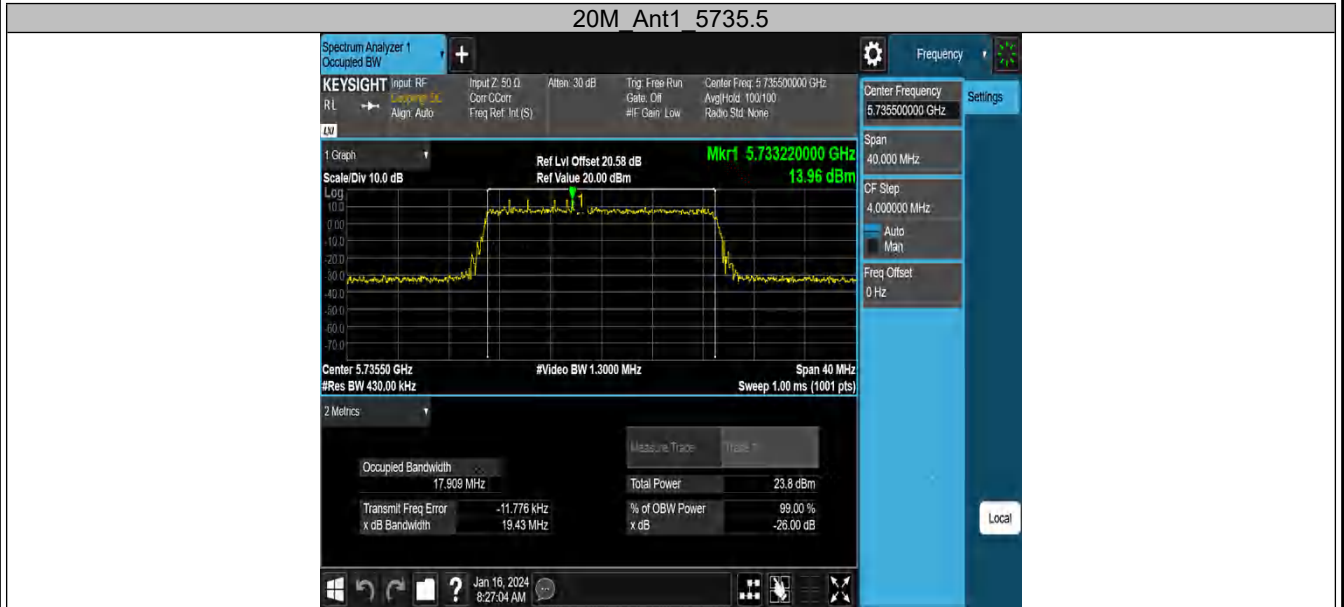 20M_Ant1_5735.5
Spectrum Analyzer 1
Occupied BW
+
Frequency
KEYSIGHT
Input: RF
Input Z: 50 Ω
Atten: 30 dB
Trig: Free Run
Center Freq: 5.735500000 GHz
RL
Coupling: DC
Corr CCorr
Gate: Off
Avg|Hold: 100/100
Align: Auto
Freq Ref: Int (S)
#IF Gain: Low
Radio Std: None
LXI
Center Frequency
5.735500000 GHz
Settings
Span
40.000 MHz
CF Step
4.000000 MHz
Auto
Man
Freq Offset
0 Hz
1 Graph
Ref Lvl Offset 20.58 dB
Mkr1 5.733220000 GHz
Scale/Div 10.0 dB
Ref Value 20.00 dBm
13.96 dBm
Log
10.0
0.00
-10.0
-20.0
-30.0
-40.0
-50.0
-60.0
-70.0
1
Center 5.73550 GHz
#Video BW 1.3000 MHz
Span 40 MHz
#Res BW 430.00 kHz
Sweep 1.00 ms (1001 pts)
2 Metrics
Measure Trace
Trace 1
Occupied Bandwidth
17.909 MHz
Total Power
23.8 dBm
Transmit Freq Error
-11.776 kHz
% of OBW Power
99.00 %
x dB Bandwidth
19.43 MHz
x dB
-26.00 dB
Local
?
Jan 16, 2024
8:27:04 AM